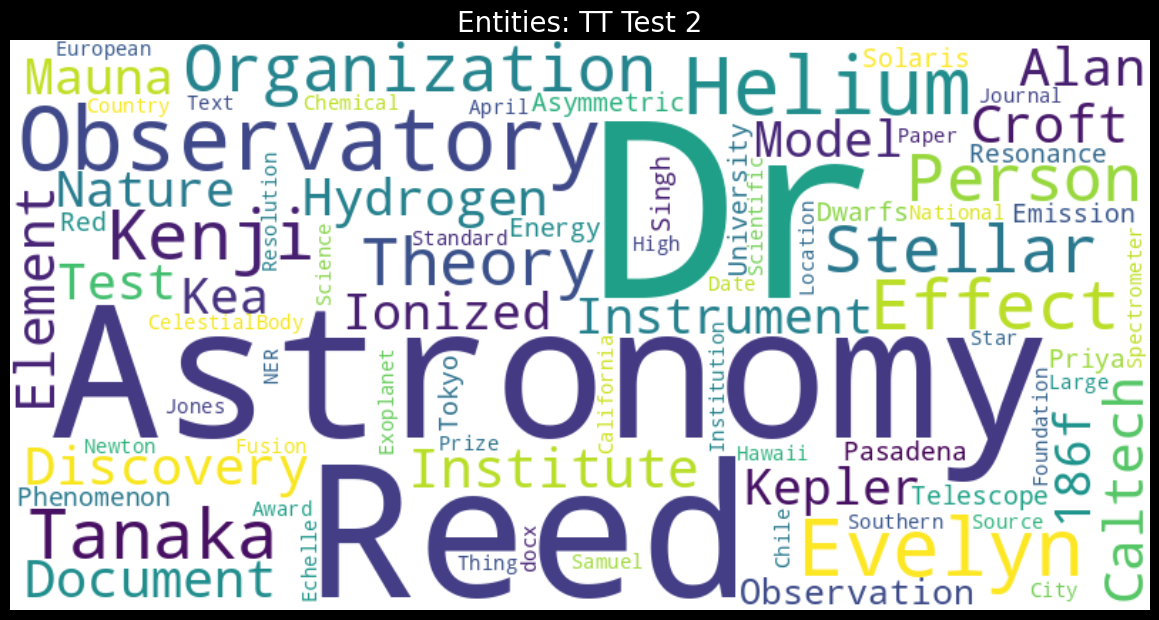 Entities: TT Test 2
European
Mauna
Organization
Helium
Solaris
Alan
Country
Text
Chemical
April
Asymmetric
Journal
Observatory
Dr
Model
Paper
Croft
Resonance
Nature
Resolution
Hydrogen
Singh
University
Scientific
Person
Element
Red
Kenji
Science
Standard
Energy
High
Location
Dwarfs
National
Emission
Theory
Stellar
Spectrometer
Test
Kea
Date
Ionized
Instrument
Effect
CelestialBody
Astronomy
Star
NER
Exoplanet
Tokyo
California
Institution
Priya
Large
Jones
Foundation
186f
Caltech
Newton
Fusion
Prize
Hawaii
Pasadena
Discovery
Institute
Reed
Kepler
Telescope
Phenomenon
Award
Tanaka
Echelle
docx
Chile
Evelyn
Southern
Source
Document
Thing
Samuel
Observation
City